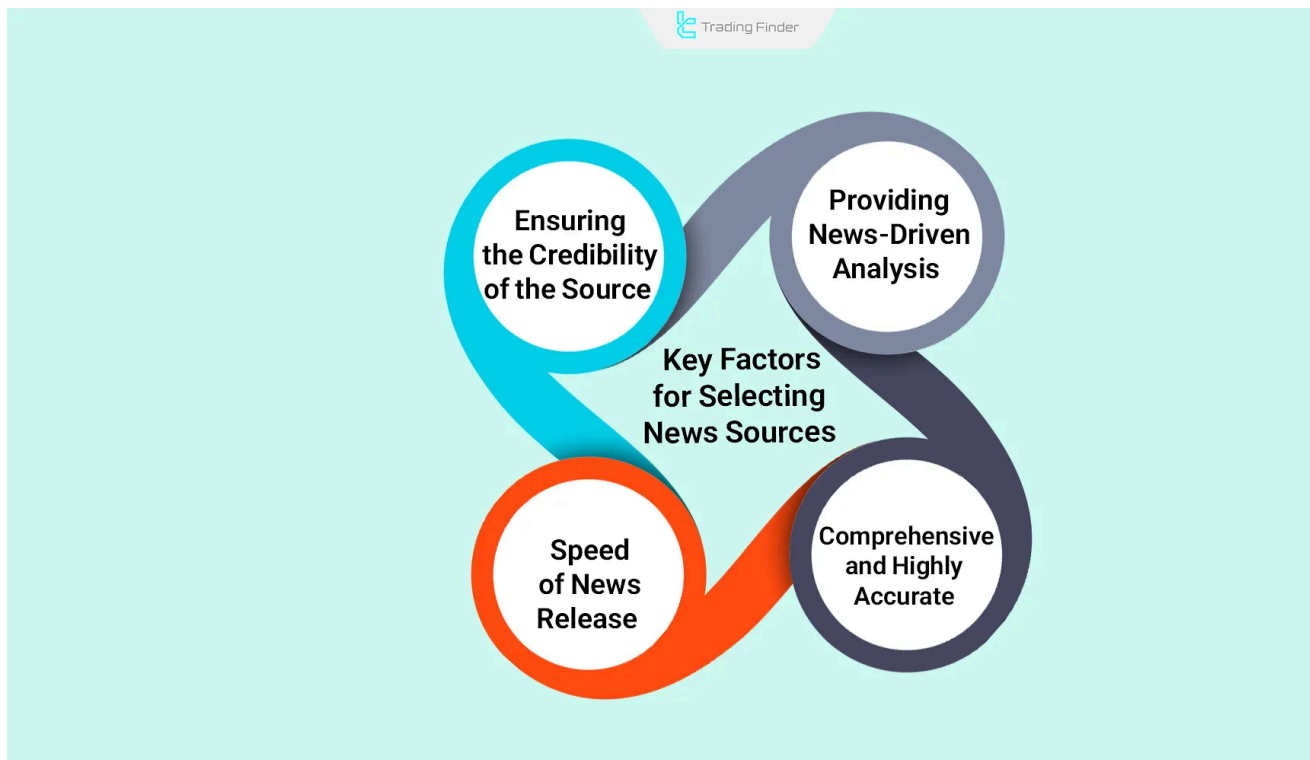 Trading Finder
Ensuring
the Credibility
of the Source
Providing
News-Driven
Analysis
Key Factors
for Selecting
News Sources
Speed
of News
Release
Comprehensive
and Highly
Accurate